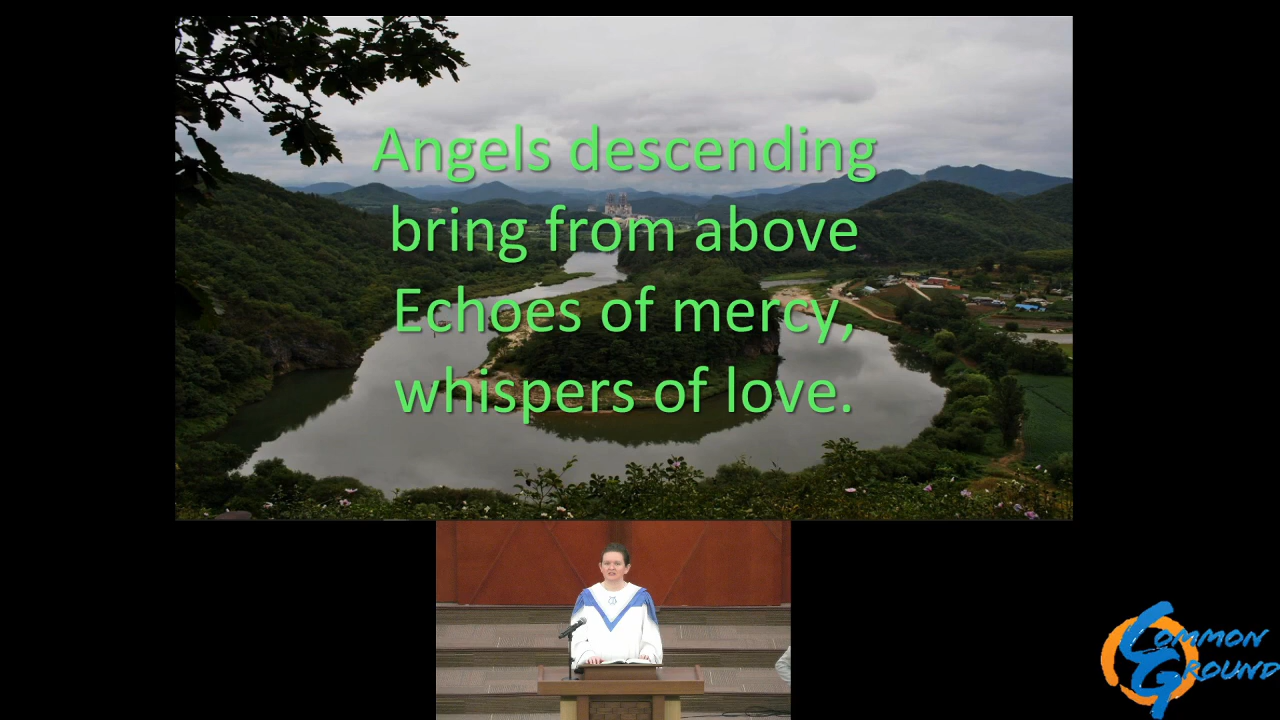 Angels descending
bring from above
Echoes of mercy,
whispers of love.
Common
Ground